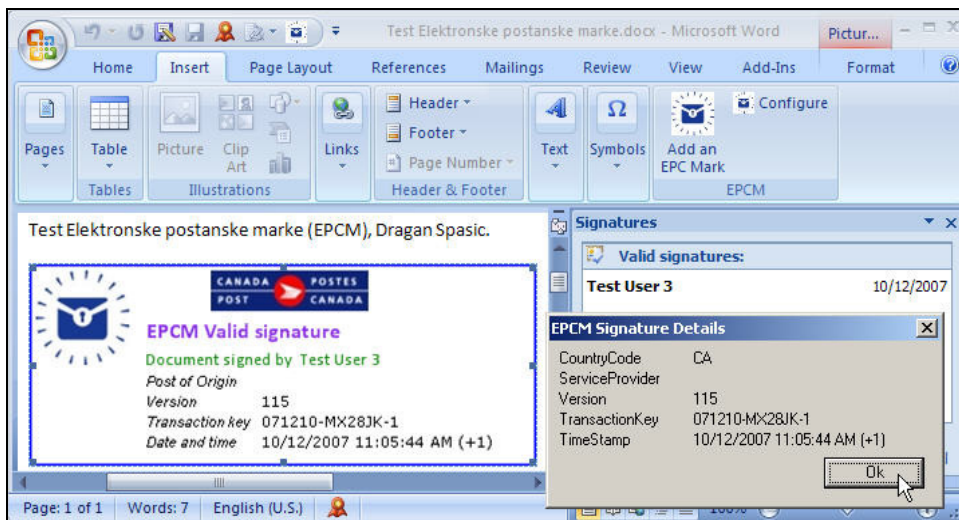 Test Elektronske postanske marke.docx - Microsoft Word
Pictur...
Home Insert Page Layout References Mailings Review View Add-Ins Format
Pages
Table
Tables
Picture
Clip Art
Illustrations
Links
Header
Footer
Page Number
Header & Footer
Text
Symbols
Add an EPC Mark
Configure
EPCM
Test Elektronske postanske marke (EPCM), Dragan Spasic.
CANADA POSTES
POST CANADA
EPCM Valid signature
Document signed by Test User 3
Post of Origin
Version 115
Transaction key 071210-MX28JK-1
Date and time 10/12/2007 11:05:44 AM (+1)
Signatures
Valid signatures:
Test User 3 10/12/2007
EPCM Signature Details
CountryCode CA
ServiceProvider
Version 115
TransactionKey 071210-MX28JK-1
TimeStamp 10/12/2007 11:05:44 AM (+1)
Ok
Page: 1 of 1 Words: 7 English (U.S.)